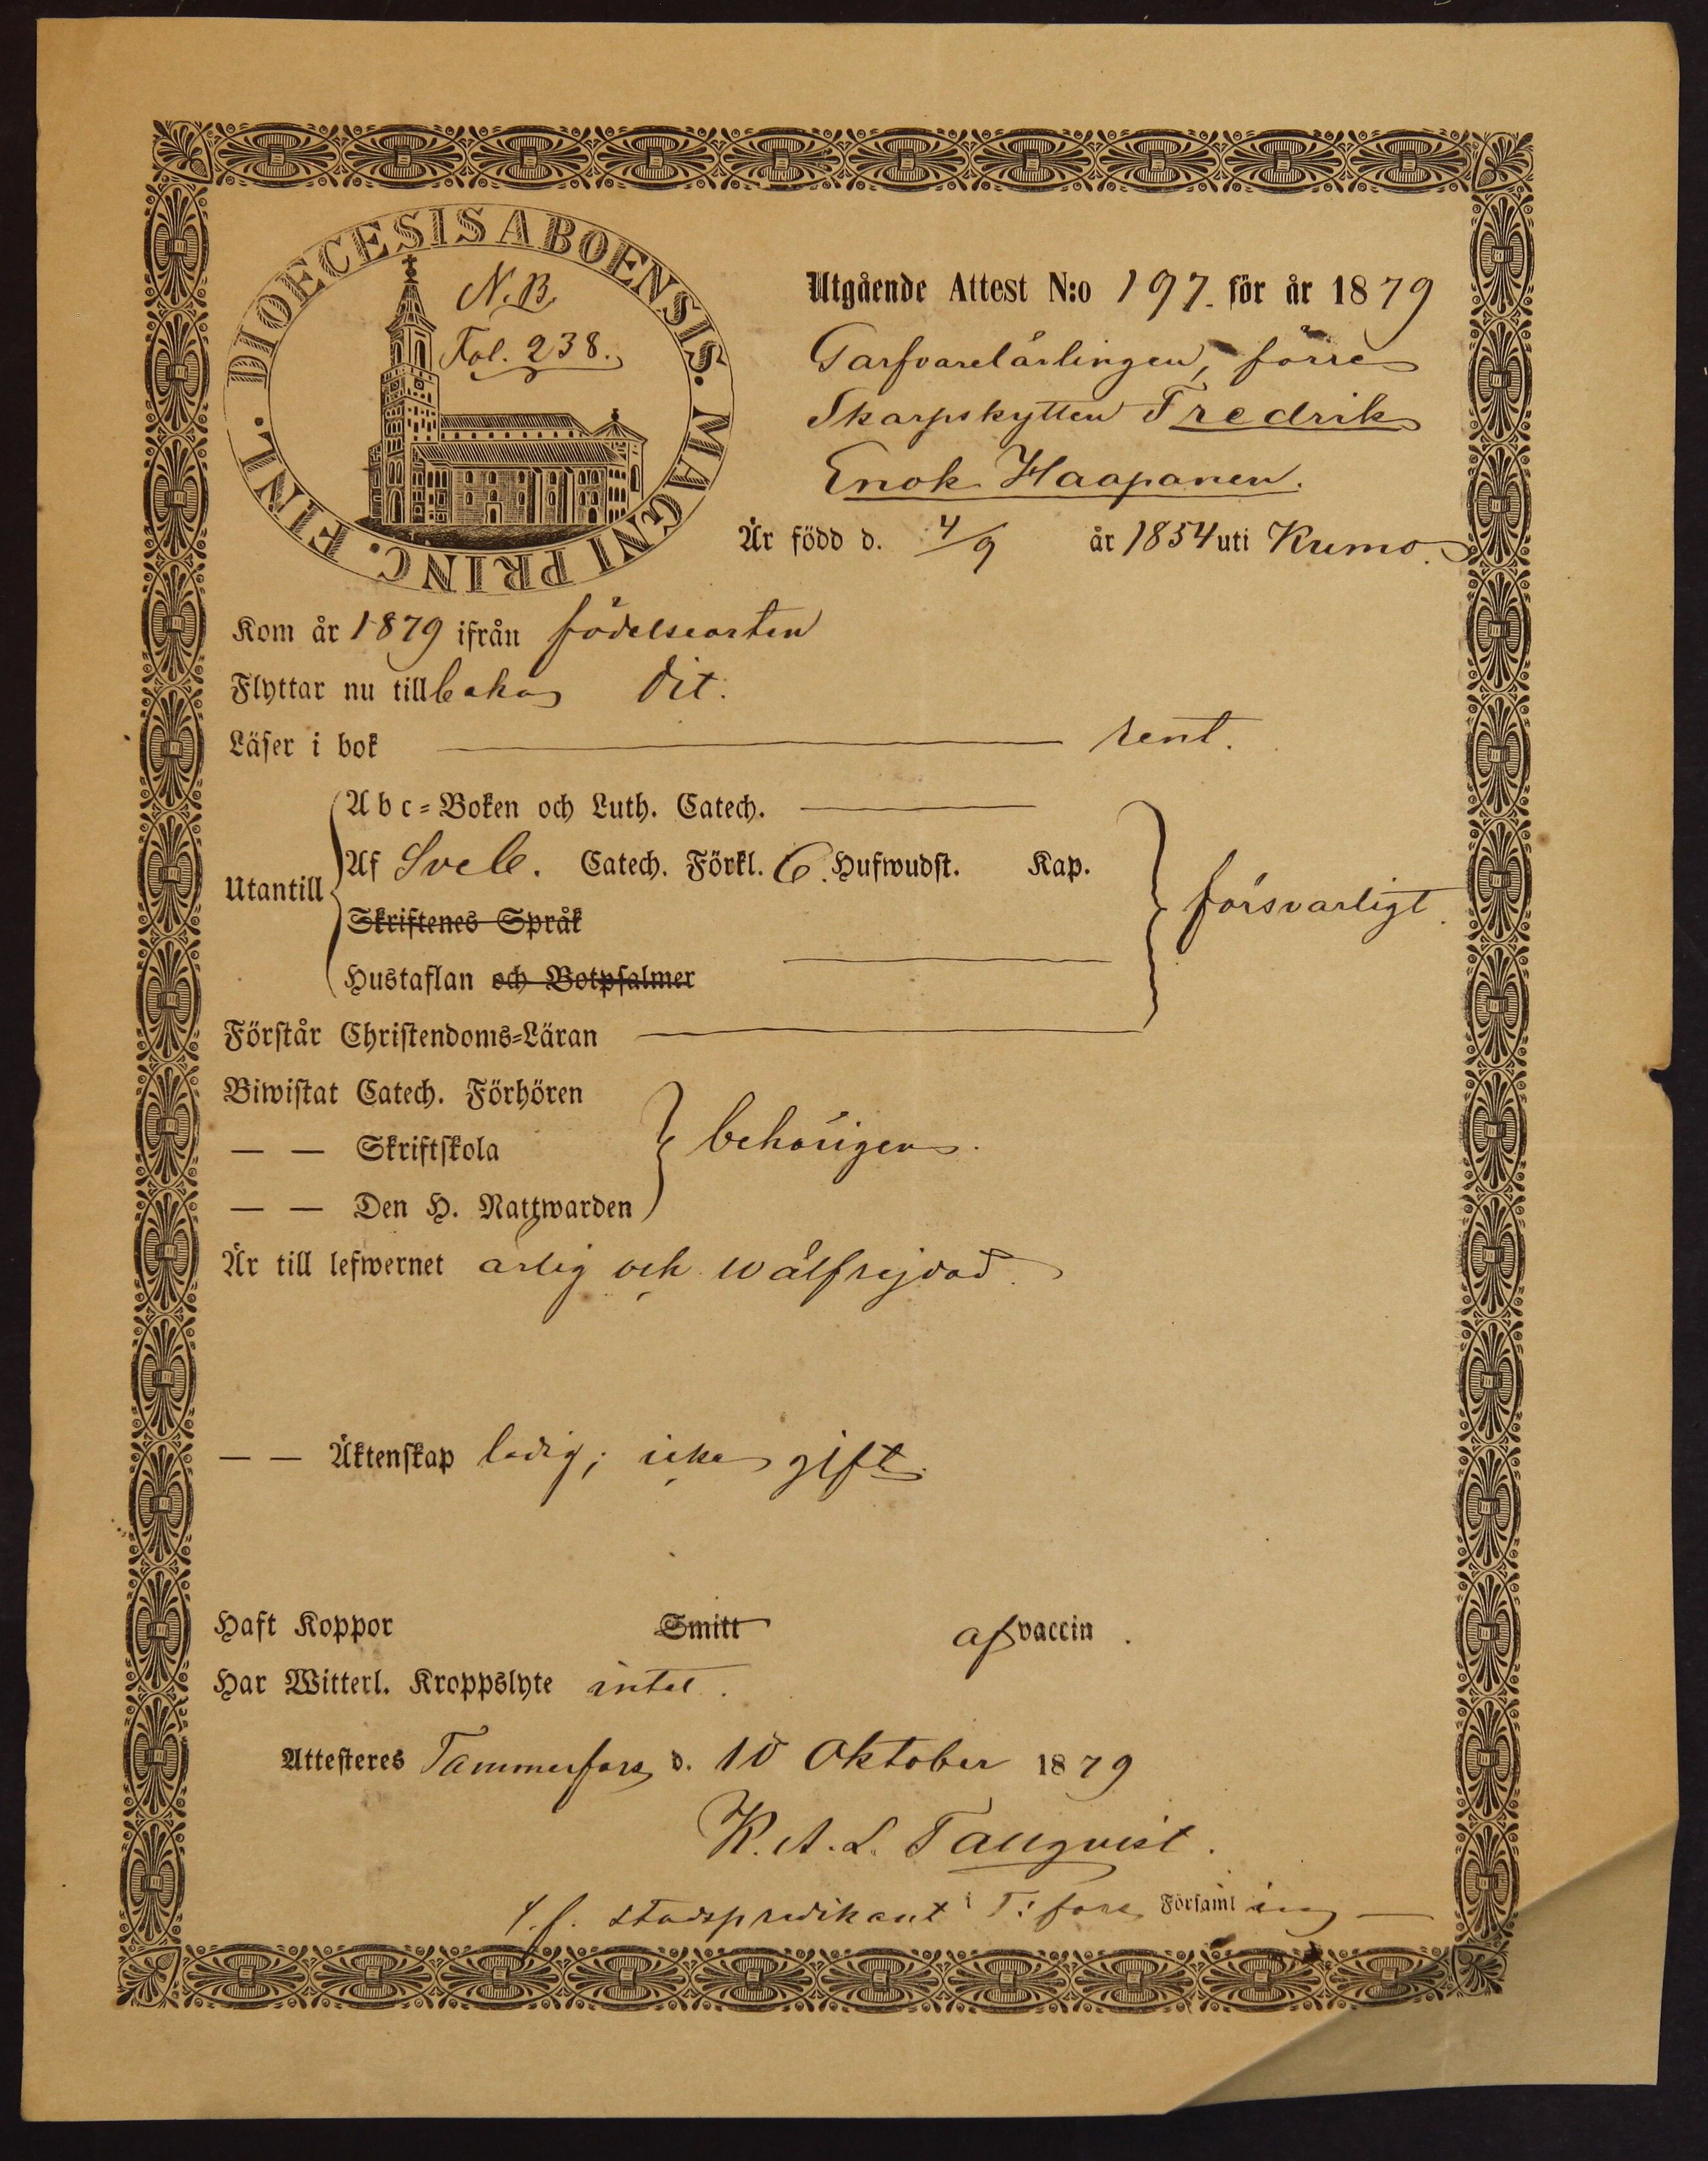 DIOECESIS ABOENSIS. MAGNI PRINC. FINL.
N.B.
Fol. 238.
Utgående Attest N:o 197. för år 1879
Garfvarelärlingen, förre
Skarpskytten Fredrik
Enok Haapanen.
Är född d. 4/9 år 1854 uti Kumo.
Kom år 1879 ifrån födelseorten
Flyttar nu tillbaka dit.
Läser i bok rent.
Abc-Boken och Luth. Catech.
Utantill
Af Sveb. Catech. Förkl. 6. Hufwudst. Kap.
försvarligt.
Skriftenes Språk
Hustaflan och Botpsalmer
Förstår Christendoms-Läran
Biwistat Catech. Förhören
— — Skriftskola
behörigen.
— — Den H. Nattwarden
Är till lefwernet ärlig och wälfrejdad.
— — Äktenskap ledig; icke gift.
Haft Koppor Smitt af vaccin.
Har Witterl. Kroppslyte intet.
Attesteres Tammerfors d. 10 Oktober 1879
K. A. L. Tallqvist.
t.f. stadspredikant i T:fors Församling